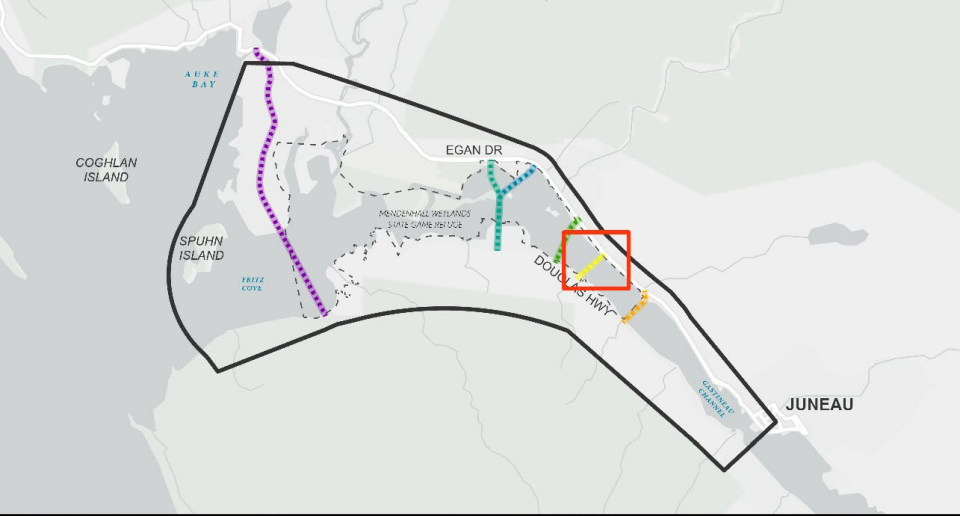 AUKE
BAY
EGAN DR
COGHLAN
ISLAND
MENDENHALL WETLANDS
STATE GAME REFUGE
SPUHN
ISLAND
DOUGLAS HWY
FRITZ
COVE
GASTINEAU
CHANNEL
JUNEAU